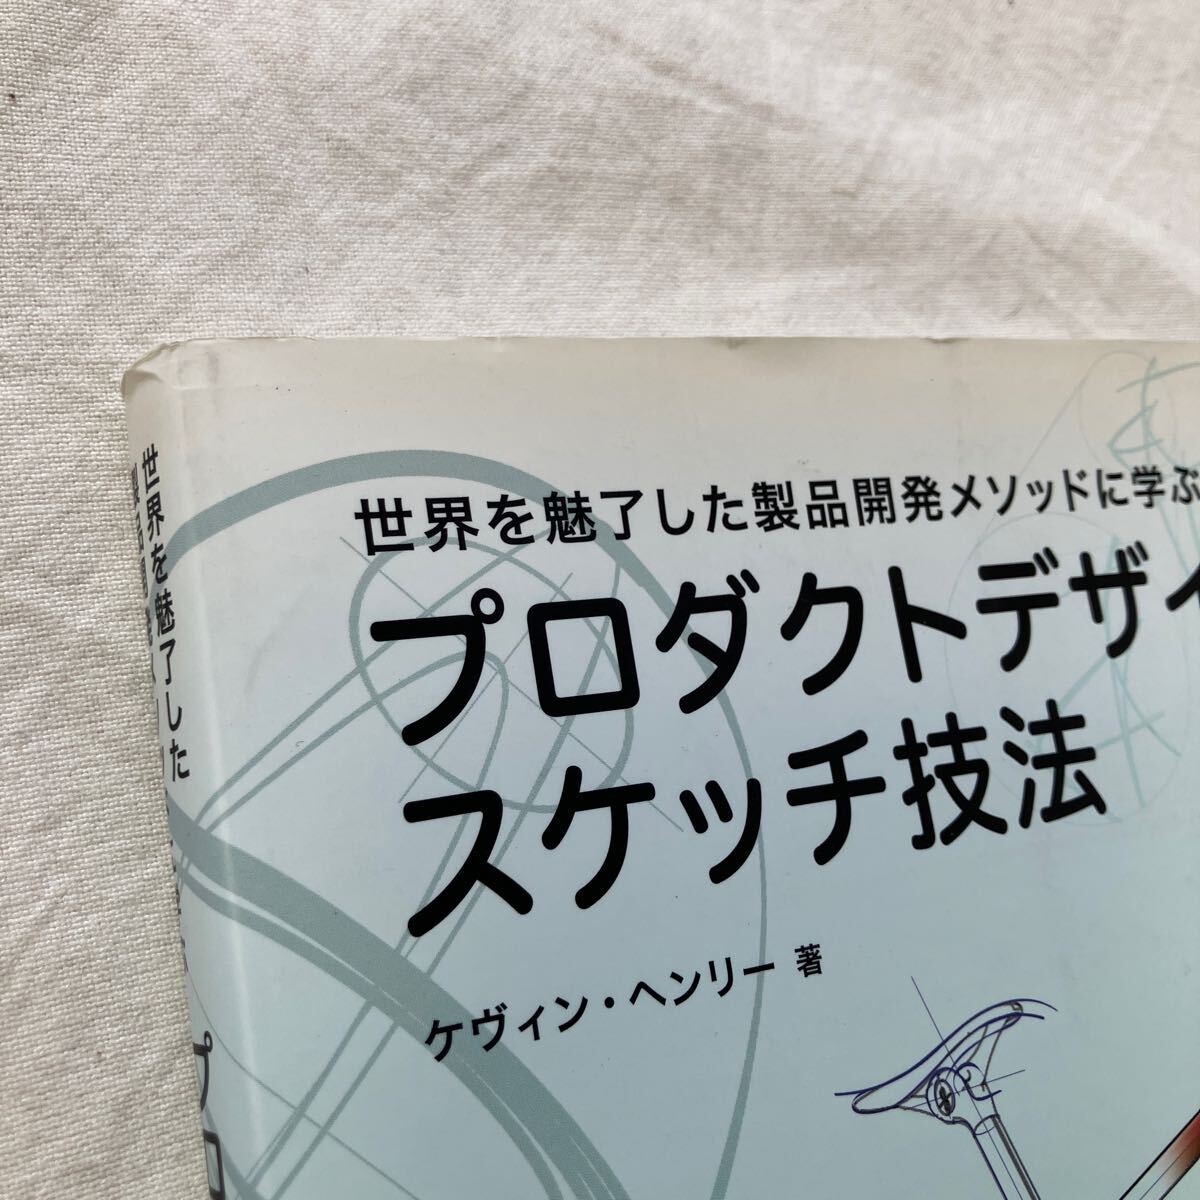 世界を魅了した製品開発メソッドに学ぶ
プロダクトデザイ
スケッチ技法
ケヴィン・ヘンリー 著
世界を魅了した
プロ